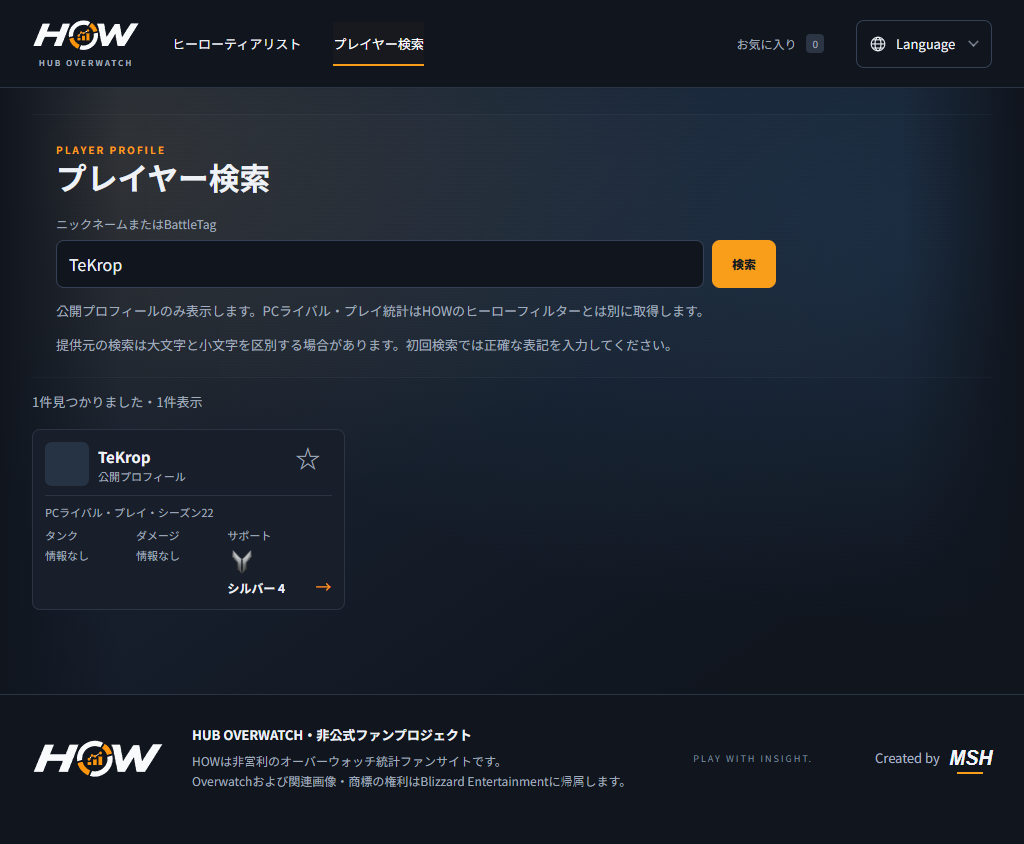 HOW
HUB OVERWATCH
ヒーローティアリスト
プレイヤー検索
お気に入り 0
Language
PLAYER PROFILE
プレイヤー検索
ニックネームまたはBattleTag
TeKrop
検索
公開プロフィールのみ表示します。PCライバル・プレイ統計はHOWのヒーローフィルターとは別に取得します。
提供元の検索は大文字と小文字を区別する場合があります。初回検索では正確な表記を入力してください。
1件見つかりました・1件表示
TeKrop
☆
公開プロフィール
PCライバル・プレイ・シーズン22
タンク ダメージ サポート
情報なし 情報なし
シルバー 4 →
HOW
HUB OVERWATCH・非公式ファンプロジェクト
HOWは非営利のオーバーウォッチ統計ファンサイトです。
Overwatchおよび関連画像・商標の権利はBlizzard Entertainmentに帰属します。
PLAY WITH INSIGHT.
Created by MSH